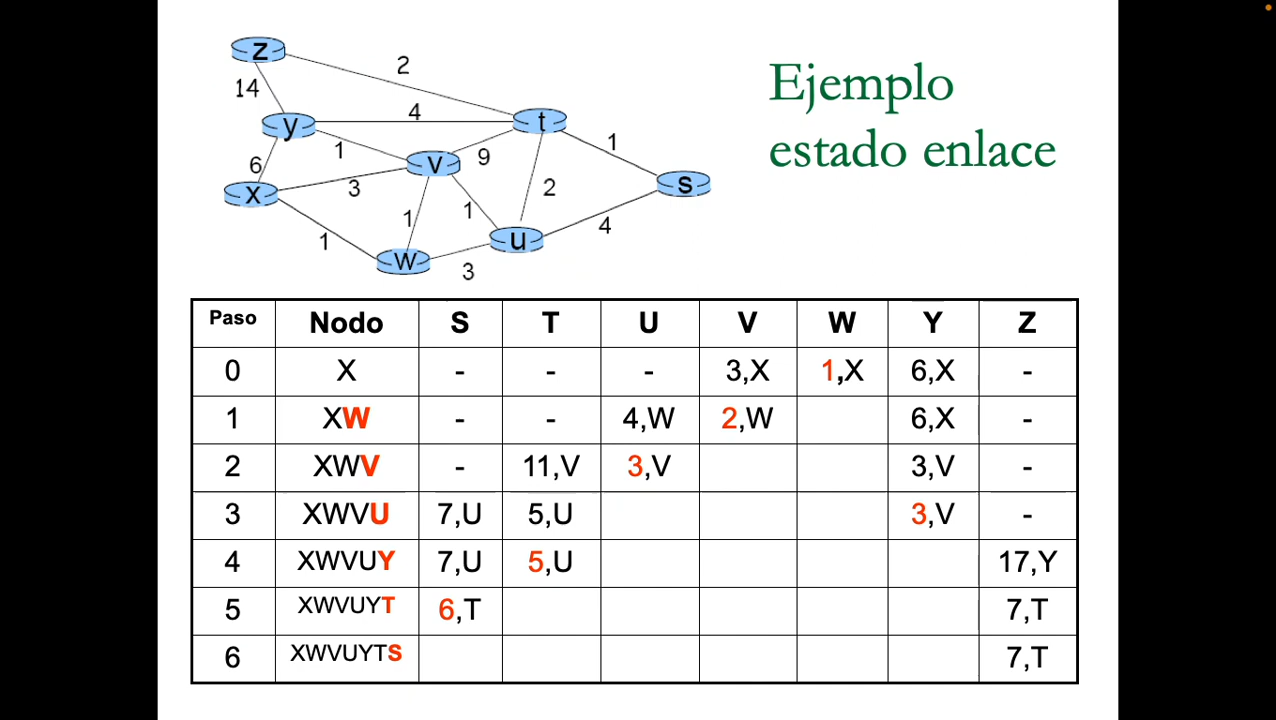 Ejemplo
estado enlace
z
2
14
4
t
y
1
1
9
v
6
3
2
s
x
1
1
4
1
u
w
3
Paso Nodo S T U V W Y Z
0 X - - - 3,X 1,X 6,X -
1 XW - - 4,W 2,W 6,X -
2 XWV - 11,V 3,V 3,V -
3 XWVU 7,U 5,U 3,V -
4 XWVUY 7,U 5,U 17,Y
5 XWVUYT 6,T 7,T
6 XWVUYTS 7,T